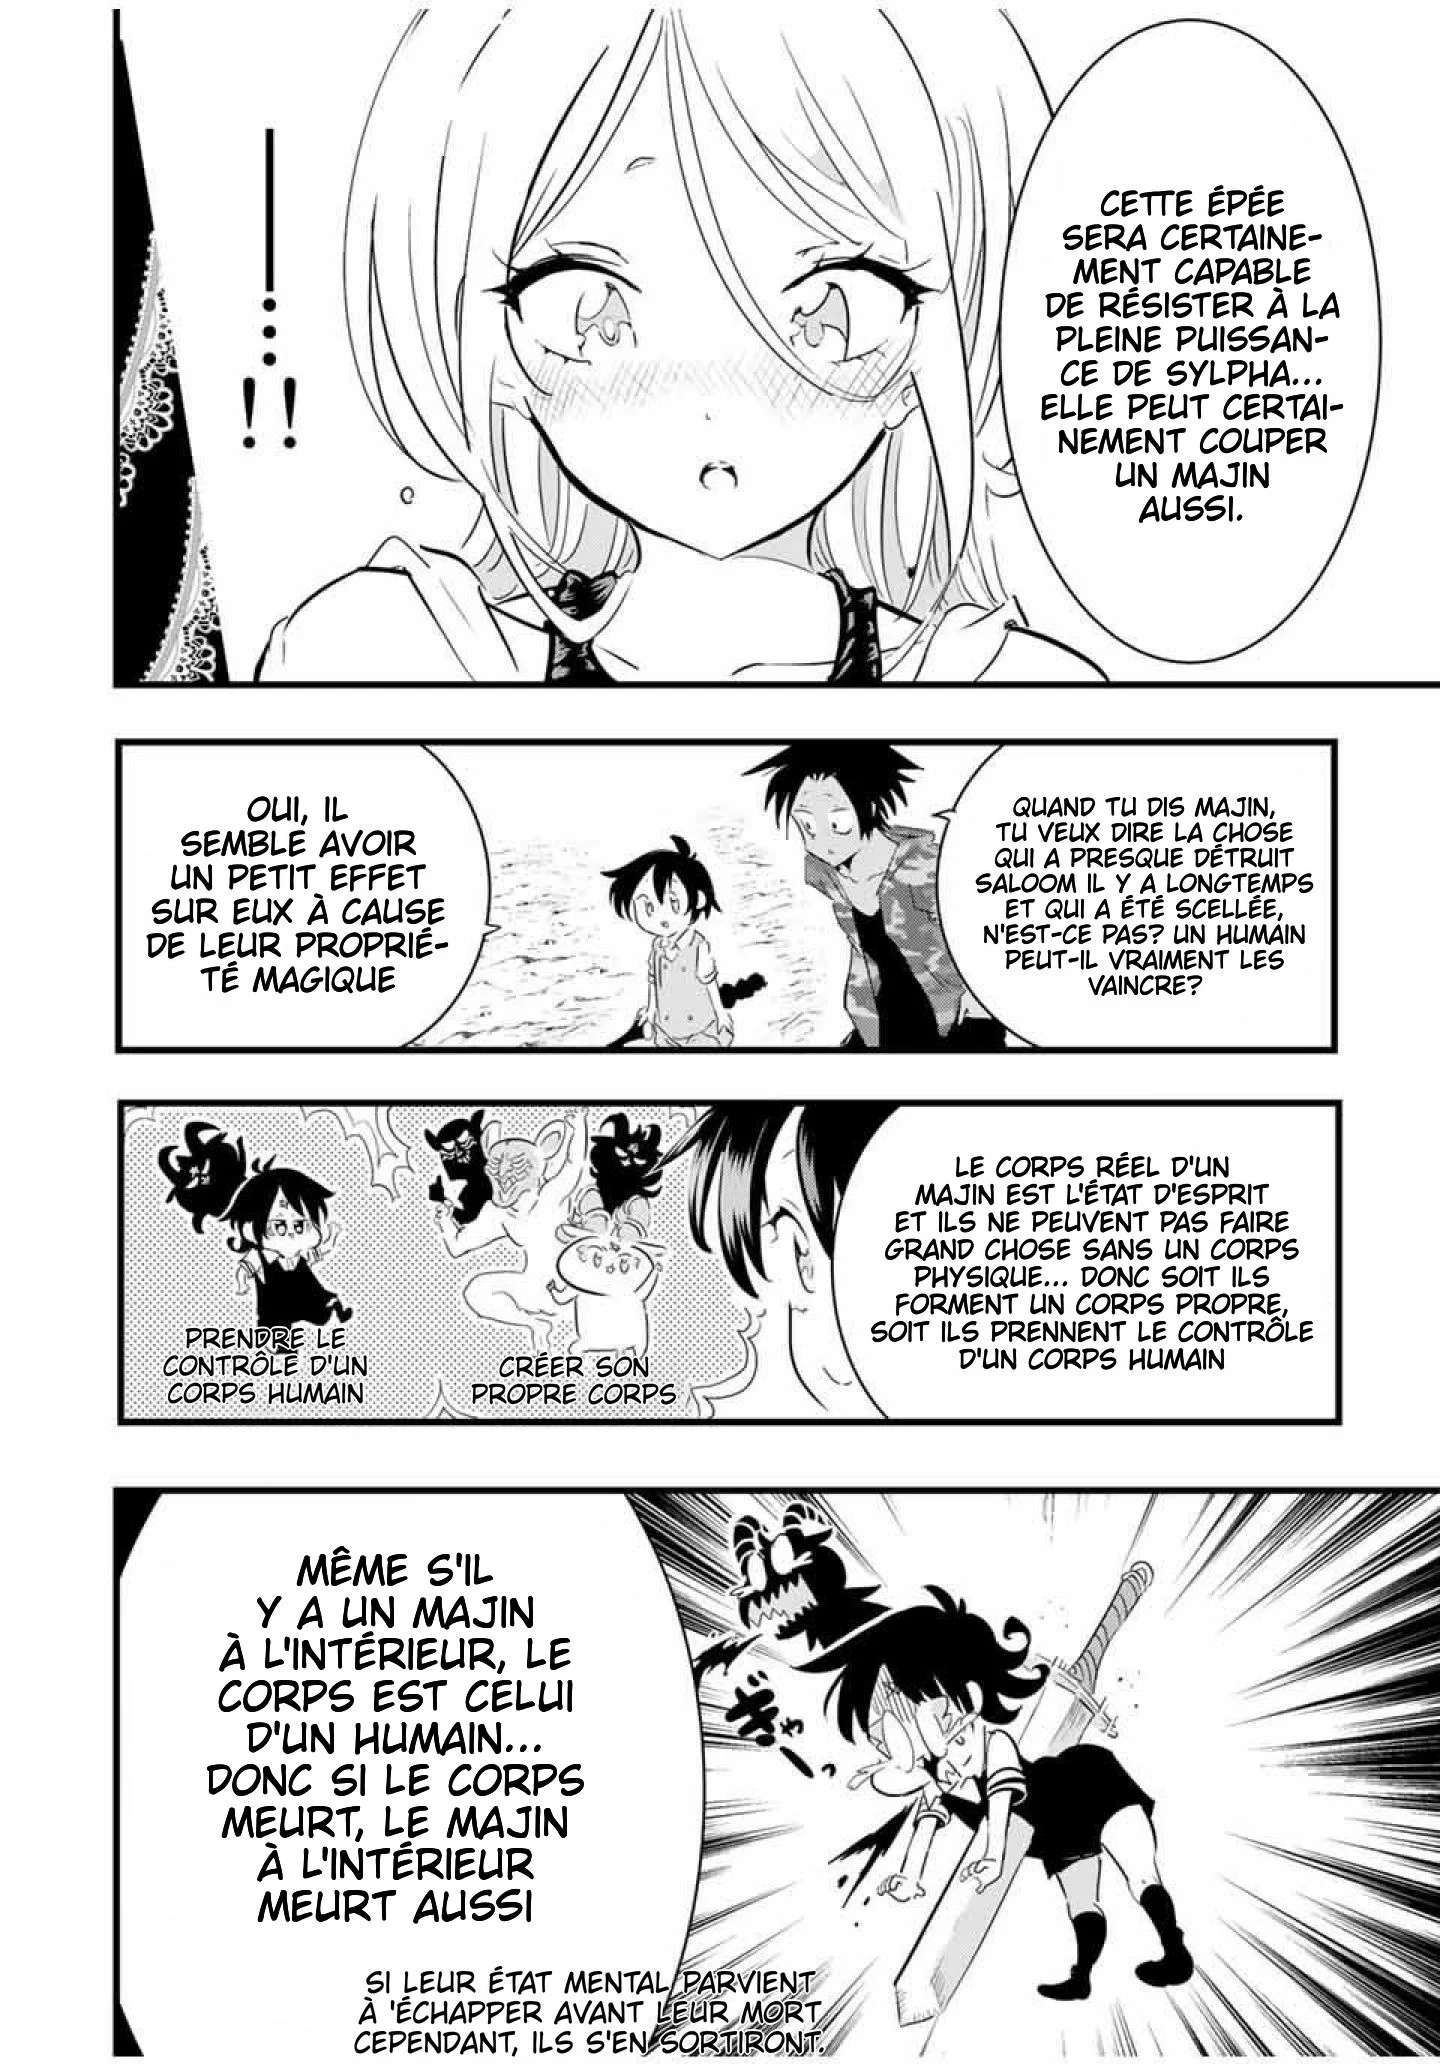 CETTE ÉPÉE
SERA CERTAINE-
MENT CAPABLE
DE RÉSISTER À LA
PLEINE PUISSAN-
CE DE SYLPHA...
ELLE PEUT CERTAI-
NEMENT COUPER
UN MAJIN
AUSSI.
!!
QUAND TU DIS MAJIN,
TU VEUX DIRE LA CHOSE
QUI A PRESQUE DÉTRUIT
SALOOM IL Y A LONGTEMPS
ET QUI A ÉTÉ SCELLÉE,
N'EST-CE PAS? UN HUMAIN
PEUT-IL VRAIMENT LES
VAINCRE?
OUI, IL
SEMBLE AVOIR
UN PETIT EFFET
SUR EUX À CAUSE
DE LEUR PROPRIÉ-
TÉ MAGIQUE
LE CORPS RÉEL D'UN
MAJIN EST L'ÉTAT D'ESPRIT
ET ILS NE PEUVENT PAS FAIRE
GRAND CHOSE SANS UN CORPS
PHYSIQUE... DONC SOIT ILS
FORMENT UN CORPS PROPRE,
SOIT ILS PRENNENT LE CONTRÔLE
D'UN CORPS HUMAIN
CRÉER SON
PROPRE CORPS
PRENDRE LE
CONTRÔLE D'UN
CORPS HUMAIN
ぎゃーっ
MÊME S'IL
Y A UN MAJIN
À L'INTÉRIEUR, LE
CORPS EST CELUI
D'UN HUMAIN...
DONC SI LE CORPS
MEURT, LE MAJIN
À L'INTÉRIEUR
MEURT AUSSI
SI LEUR ÉTAT MENTAL PARVIENT
À 'ÉCHAPPER AVANT LEUR MORT
CEPENDANT, ILS S'EN SORTIRONT.